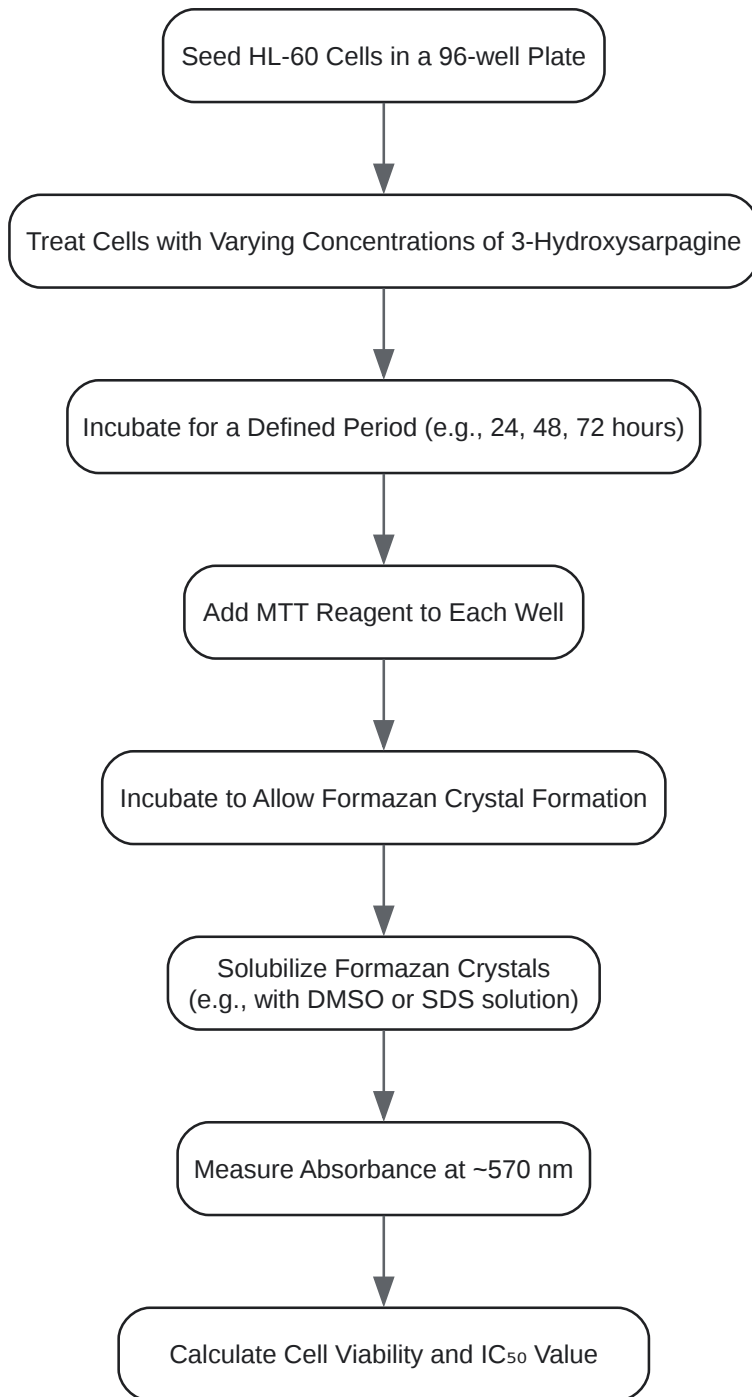 Seed HL-60 Cells in a 96-well Plate
Treat Cells with Varying Concentrations of 3-Hydroxysarpagine
Incubate for a Defined Period (e.g., 24, 48, 72 hours)
Add MTT Reagent to Each Well
Incubate to Allow Formazan Crystal Formation
Solubilize Formazan Crystals
(e.g., with DMSO or SDS solution)
Measure Absorbance at ~570 nm
Calculate Cell Viability and IC₅₀ Value